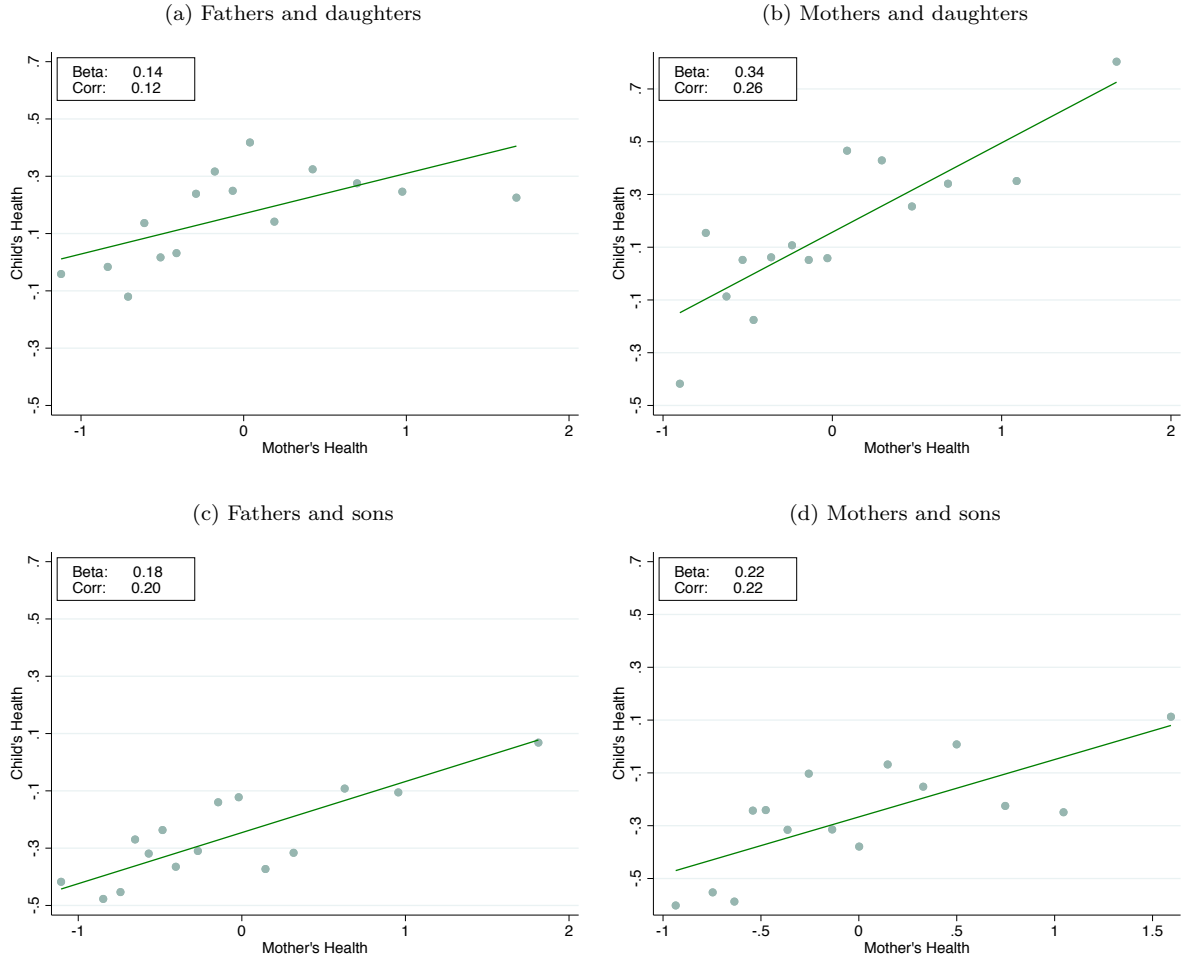 (a) Fathers and daughters
Beta: 0.14
Corr: 0.12
Child's Health
.7
.5
.3
.1
-.1
-.3
-.5
-1 0 1 2
Mother's Health
(b) Mothers and daughters
Beta: 0.34
Corr: 0.26
Child's Health
.7
.5
.3
.1
-.1
-.3
-.5
-1 0 1 2
Mother's Health
(c) Fathers and sons
Beta: 0.18
Corr: 0.20
Child's Health
.7
.5
.3
.1
-.1
-.3
-.5
-1 0 1 2
Mother's Health
(d) Mothers and sons
Beta: 0.22
Corr: 0.22
Child's Health
.7
.5
.3
.1
-.1
-.3
-.5
-1 -.5 0 .5 1 1.5
Mother's Health